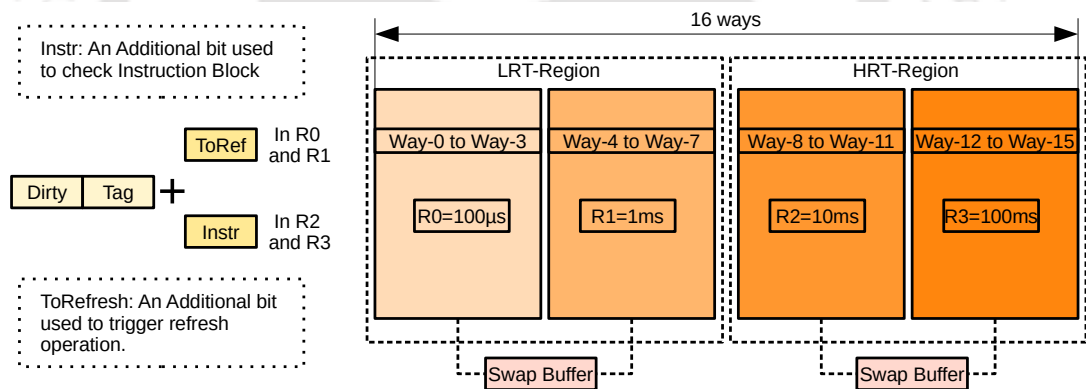 16 ways
Instr: An Additional bit used
to check Instruction Block
LRT-Region
HRT-Region
ToRef
In R0
and R1
Way-0 to Way-3
Way-4 to Way-7
Way-8 to Way-11
Way-12 to Way-15
Dirty
Tag
+
Instr
In R2
and R3
R0=100µs
R1=1ms
R2=10ms
R3=100ms
ToRefresh: An Additional bit
used to trigger refresh
operation.
Swap Buffer
Swap Buffer